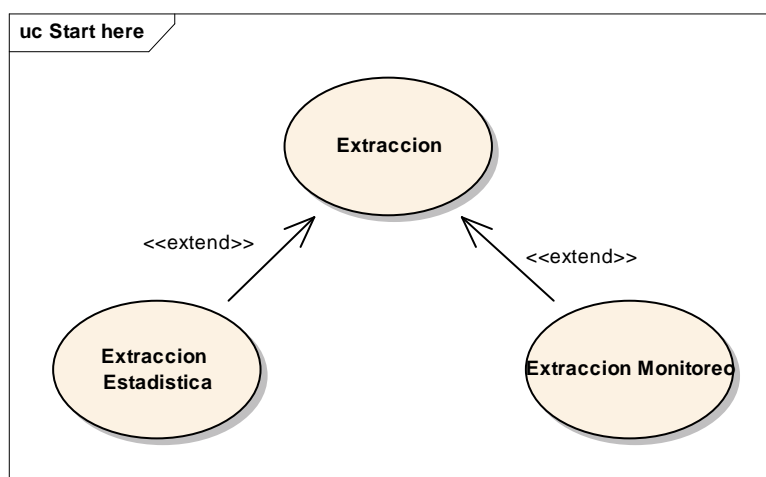 uc Start here
Extraccion
<<extend>>
<<extend>>
Extraccion
Estadistica
Extraccion Monitoreo